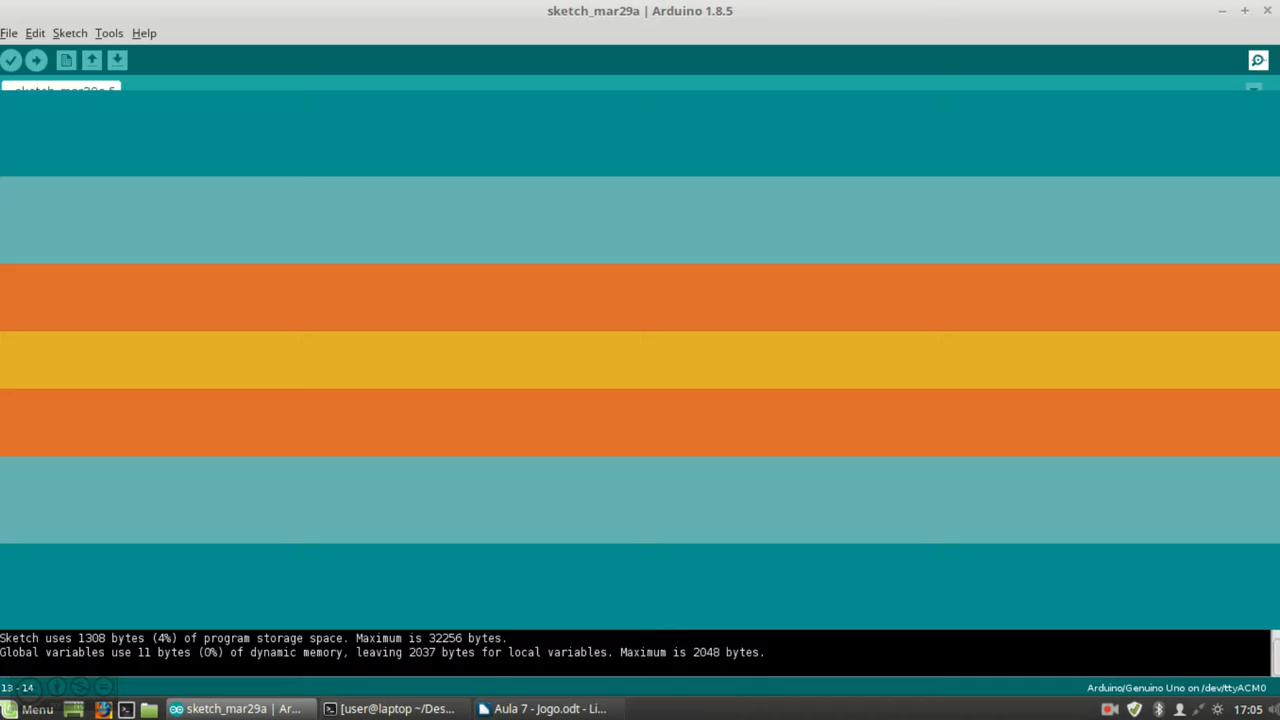 sketch_mar29a | Arduino 1.8.5
File Edit Sketch Tools Help
sketch_mar29a §
Sketch uses 1308 bytes (4%) of program storage space. Maximum is 32256 bytes.
Global variables use 11 bytes (0%) of dynamic memory, leaving 2037 bytes for local variables. Maximum is 2048 bytes.
13 - 14
Arduino/Genuino Uno on /dev/ttyACM0
Menu
sketch_mar29a | Ar...
[user@laptop ~/Des...
Aula 7 - Jogo.odt - Li...
17:05